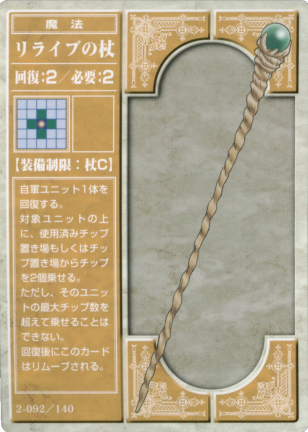 魔法
リライブの杖
回復:2/必要:2
【装備制限:杖C】
自軍ユニット1体を
回復する。
対象ユニットの上
に、使用済みチップ
置き場もしくはチッ
プ置き場からチップ
を2個乗せる。
ただし、そのユニッ
トの最大チップ数を
超えて乗せることは
できない。
回復後にこのカード
はリムーブされる。
2-092/140